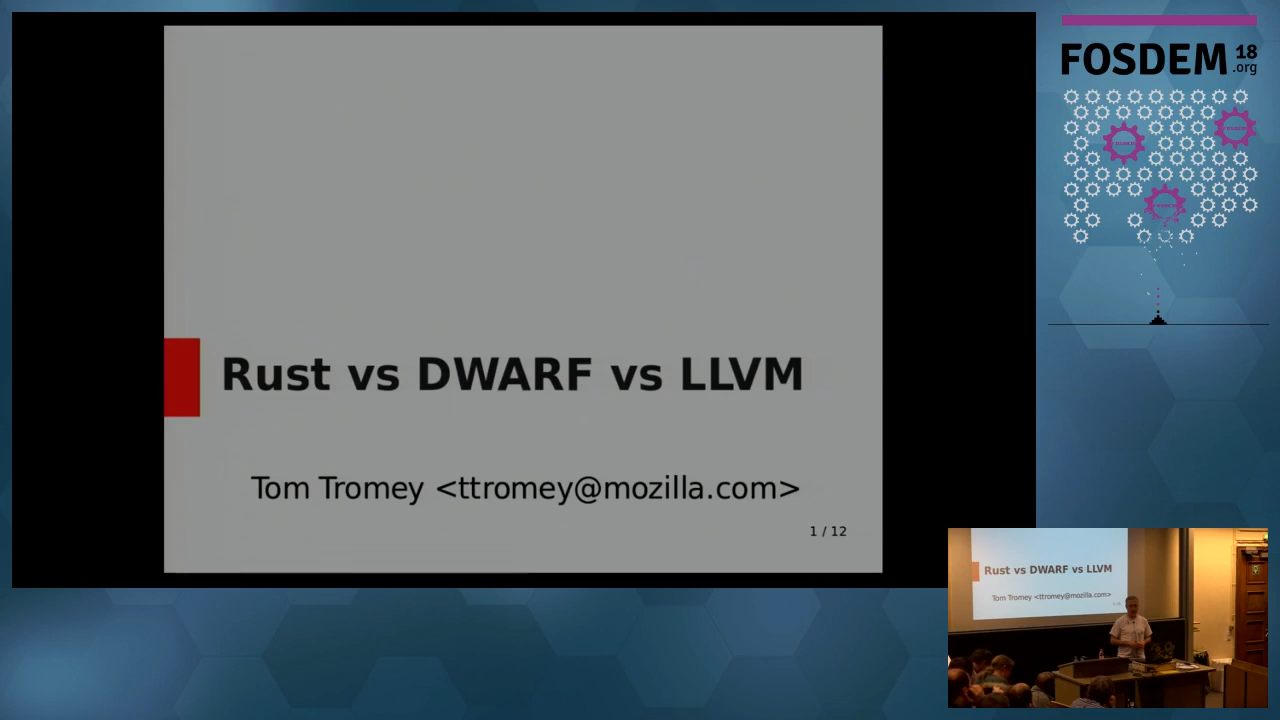 Rust vs DWARF vs LLVM
Tom Tromey <ttromey@mozilla.com>
1 / 12
FOSDEM 18
.org
Rust vs DWARF vs LLVM
Tom Tromey <ttromey@mozilla.com>